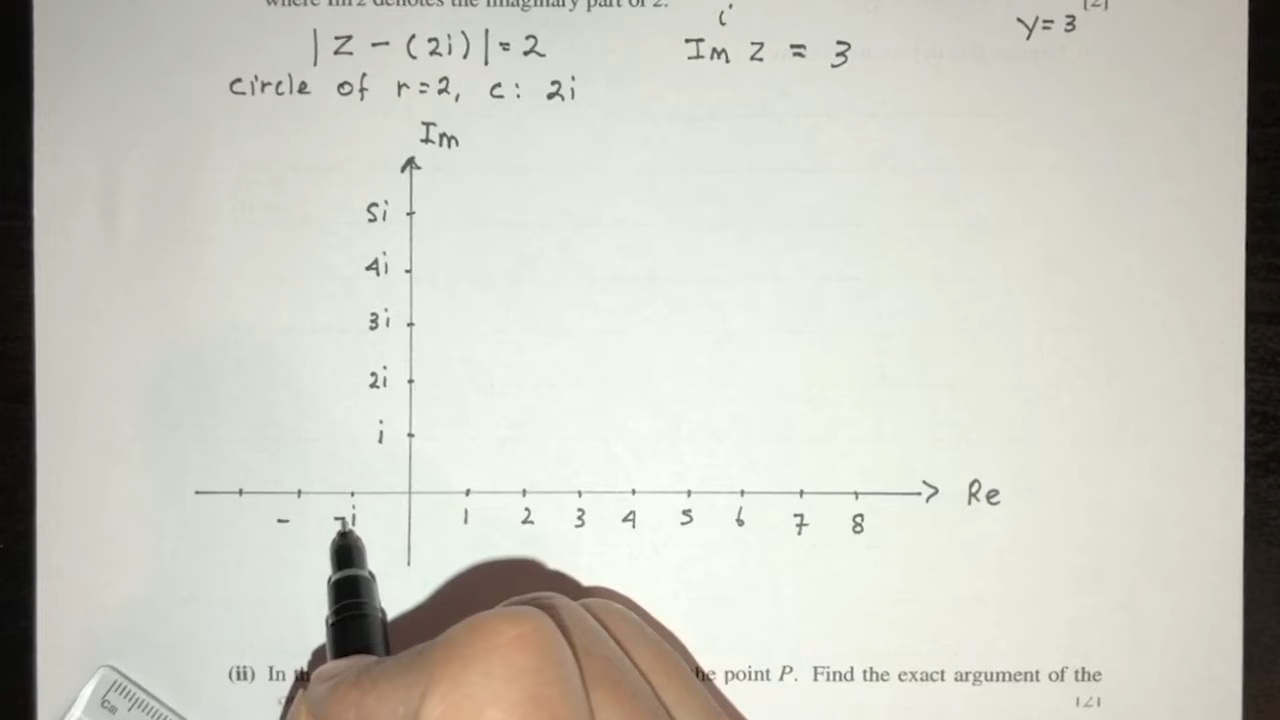 where Im z denotes the imaginary part of z.
[2]
y = 3
|z - (2i)| = 2
Im z = 3
circle of r = 2, c: 2i
Im
5i
4i
3i
2i
i
Re
- -i 1 2 3 4 5 6 7 8
(ii) In he point P. Find the exact argument of the
cm